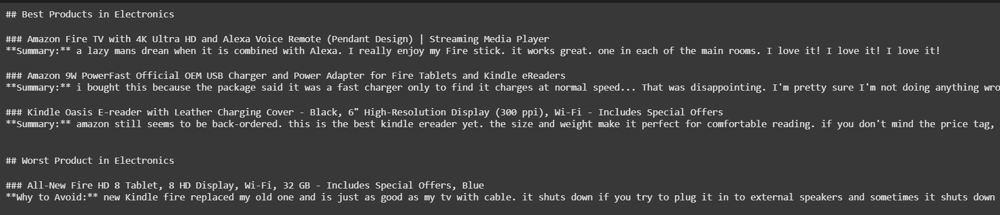 ## Best Products in Electronics
### Amazon Fire TV with 4K Ultra HD and Alexa Voice Remote (Pendant Design) | Streaming Media Player
**Summary:** a lazy mans drean when it is combined with Alexa. I really enjoy my Fire stick. it works great. one in each of the main rooms. I love it! I love it! I love it!
### Amazon 9W PowerFast Official OEM USB Charger and Power Adapter for Fire Tablets and Kindle eReaders
**Summary:** i bought this because the package said it was a fast charger only to find it charges at normal speed... That was disappointing. I'm pretty sure I'm not doing anything wro
### Kindle Oasis E-reader with Leather Charging Cover - Black, 6" High-Resolution Display (300 ppi), Wi-Fi - Includes Special Offers
**Summary:** amazon still seems to be back-ordered. this is the best kindle ereader yet. the size and weight make it perfect for comfortable reading. if you don't mind the price tag,
## Worst Product in Electronics
### All-New Fire HD 8 Tablet, 8 HD Display, Wi-Fi, 32 GB - Includes Special Offers, Blue
**Why to Avoid:** new Kindle fire replaced my old one and is just as good as my tv with cable. it shuts down if you try to plug it in to external speakers and sometimes it shuts down